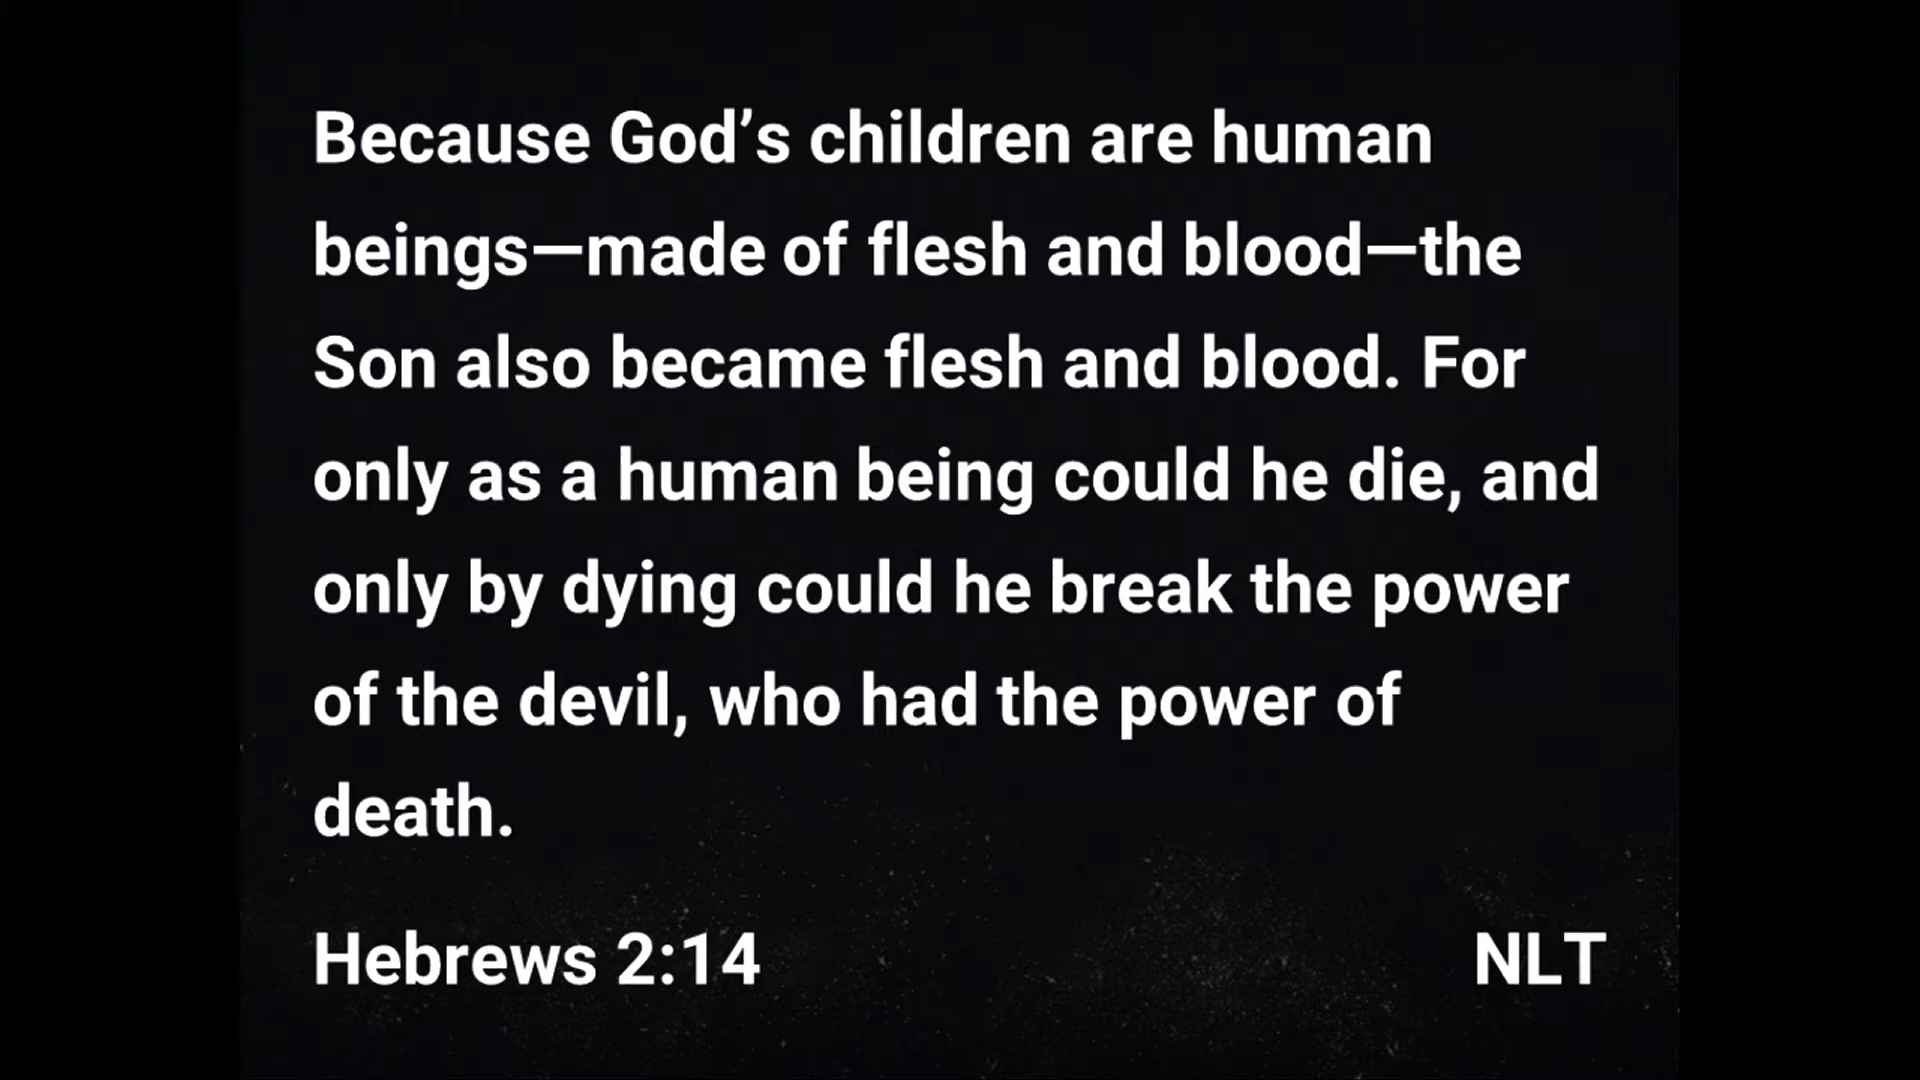 Because God’s children are human
beings—made of flesh and blood—the
Son also became flesh and blood. For
only as a human being could he die, and
only by dying could he break the power
of the devil, who had the power of
death.
Hebrews 2:14 NLT